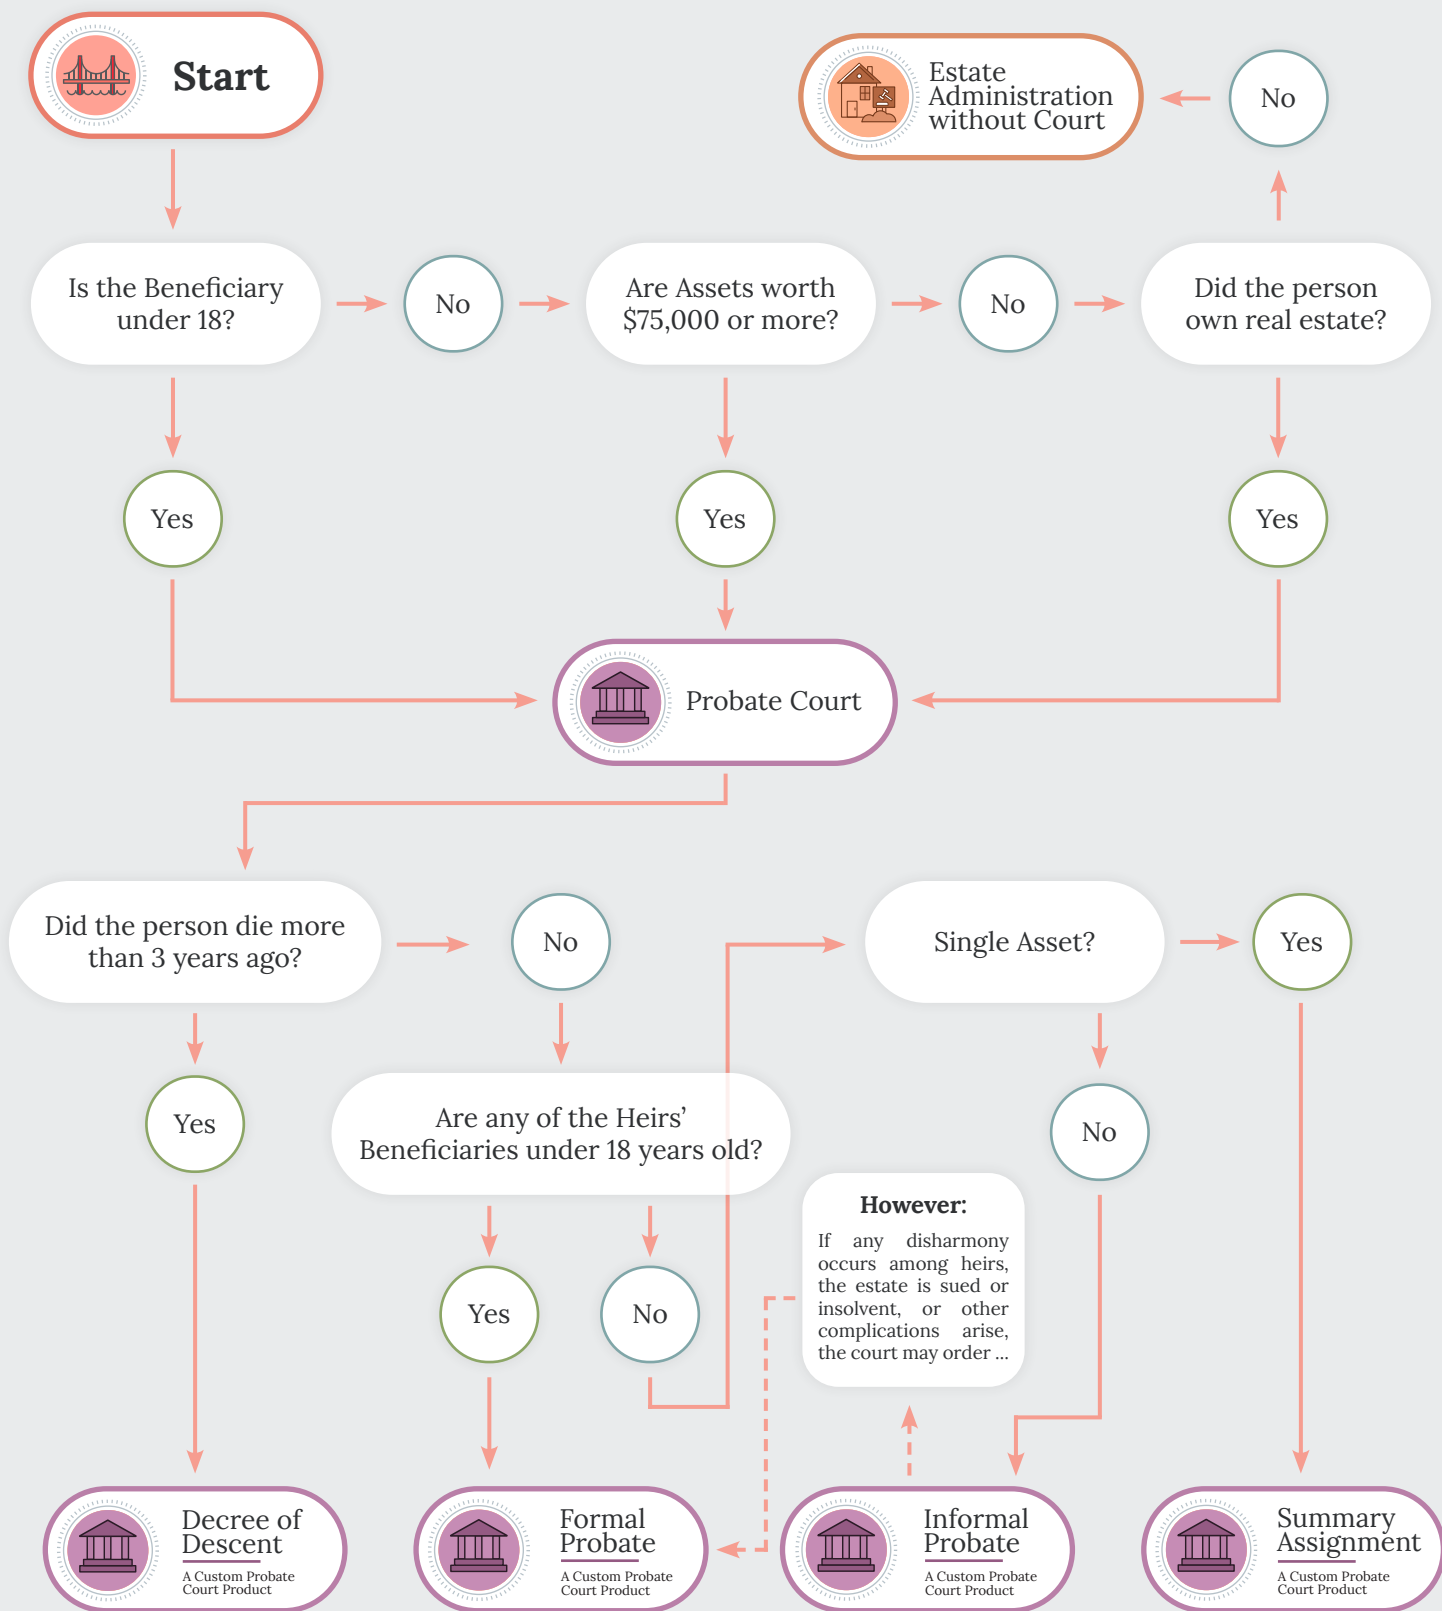 Start
Estate
Administration
without Court
No
Is the Beneficiary
under 18?
No
Are Assets worth
$75,000 or more?
No
Did the person
own real estate?
Yes
Yes
Yes
Probate Court
Did the person die more
than 3 years ago?
No
Single Asset?
Yes
Yes
Are any of the Heirs’
Beneficiaries under 18 years old?
No
However:
If any disharmony
occurs among heirs,
the estate is sued or
insolvent, or other
complications arise,
the court may order ...
Yes
No
Decree of
Descent
A Custom Probate
Court Product
Formal
Probate
A Custom Probate
Court Product
Informal
Probate
A Custom Probate
Court Product
Summary
Assignment
A Custom Probate
Court Product